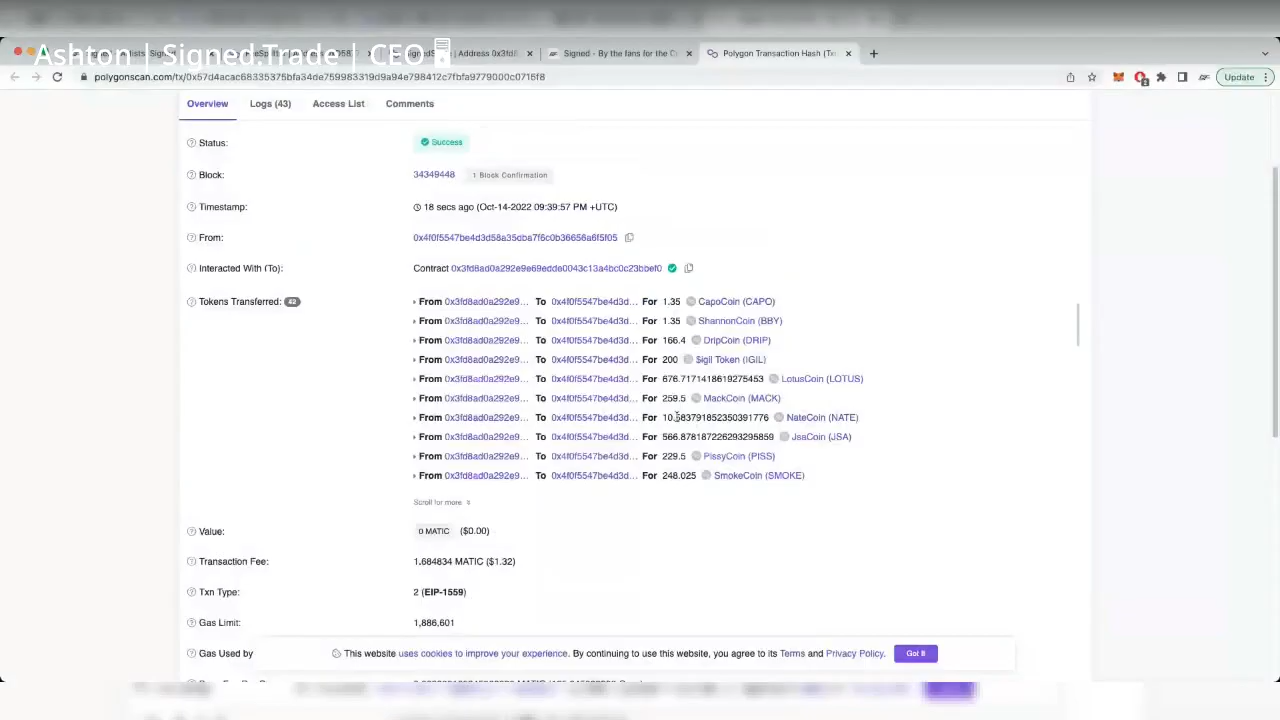 Ashton | Signed.Trade | CEO
Signed - By the fans for the C
Polygon Transaction Hash (Tx
polygonscan.com/tx/0x57d4acac68335375bfa34de759983319d9a94e798412c7fbfa9779000c0715f8
Update
Overview
Logs (43)
Access List
Comments
Status:
Success
Block:
34349448
1 Block Confirmation
Timestamp:
18 secs ago (Oct-14-2022 09:39:57 PM +UTC)
From:
0x4f0f5547be4d3d58a35dba7f6c0b36656a6f5f05
Interacted With (To):
Contract 0x3fd8ad0a292e9e69edde0043c13a4bc0c23bbef0
Tokens Transferred: 42
From 0x3fd8ad0a292e9... To 0x4f0f5547be4d3d... For 1.35 CapoCoin (CAPO)
From 0x3fd8ad0a292e9... To 0x4f0f5547be4d3d... For 1.35 ShannonCoin (BBY)
From 0x3fd8ad0a292e9... To 0x4f0f5547be4d3d... For 166.4 DripCoin (DRIP)
From 0x3fd8ad0a292e9... To 0x4f0f5547be4d3d... For 200 $igil Token (IGIL)
From 0x3fd8ad0a292e9... To 0x4f0f5547be4d3d... For 676.7171418619275453 LotusCoin (LOTUS)
From 0x3fd8ad0a292e9... To 0x4f0f5547be4d3d... For 259.5 MackCoin (MACK)
From 0x3fd8ad0a292e9... To 0x4f0f5547be4d3d... For NateCoin (NATE)
From 0x3fd8ad0a292e9... To 0x4f0f5547be4d3d... For 566.878187226293295859 JsaCoin (JSA)
From 0x3fd8ad0a292e9... To 0x4f0f5547be4d3d... For 229.5 PissyCoin (PISS)
From 0x3fd8ad0a292e9... To 0x4f0f5547be4d3d... For 248.025 SmokeCoin (SMOKE)
Scroll for more
Value:
0 MATIC ($0.00)
Transaction Fee:
1.684834 MATIC ($1.32)
Txn Type:
2 (EIP-1559)
Gas Limit:
1,886,601
Gas Used by
This website uses cookies to improve your experience. By continuing to use this website, you agree to its Terms and Privacy Policy.
Got it